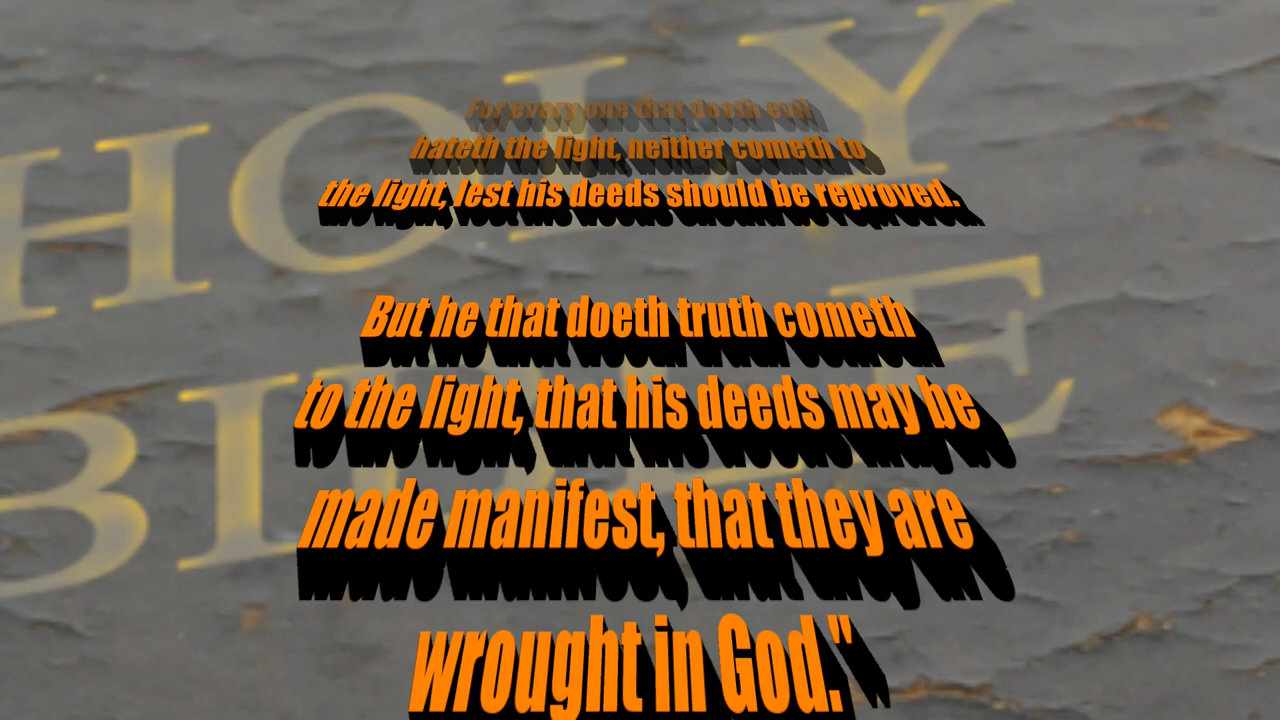 HOLY
BIBLE
For every one that doeth evil
hateth the light, neither cometh to
the light, lest his deeds should be reproved.
But he that doeth truth cometh
to the light, that his deeds may be
made manifest, that they are
wrought in God."